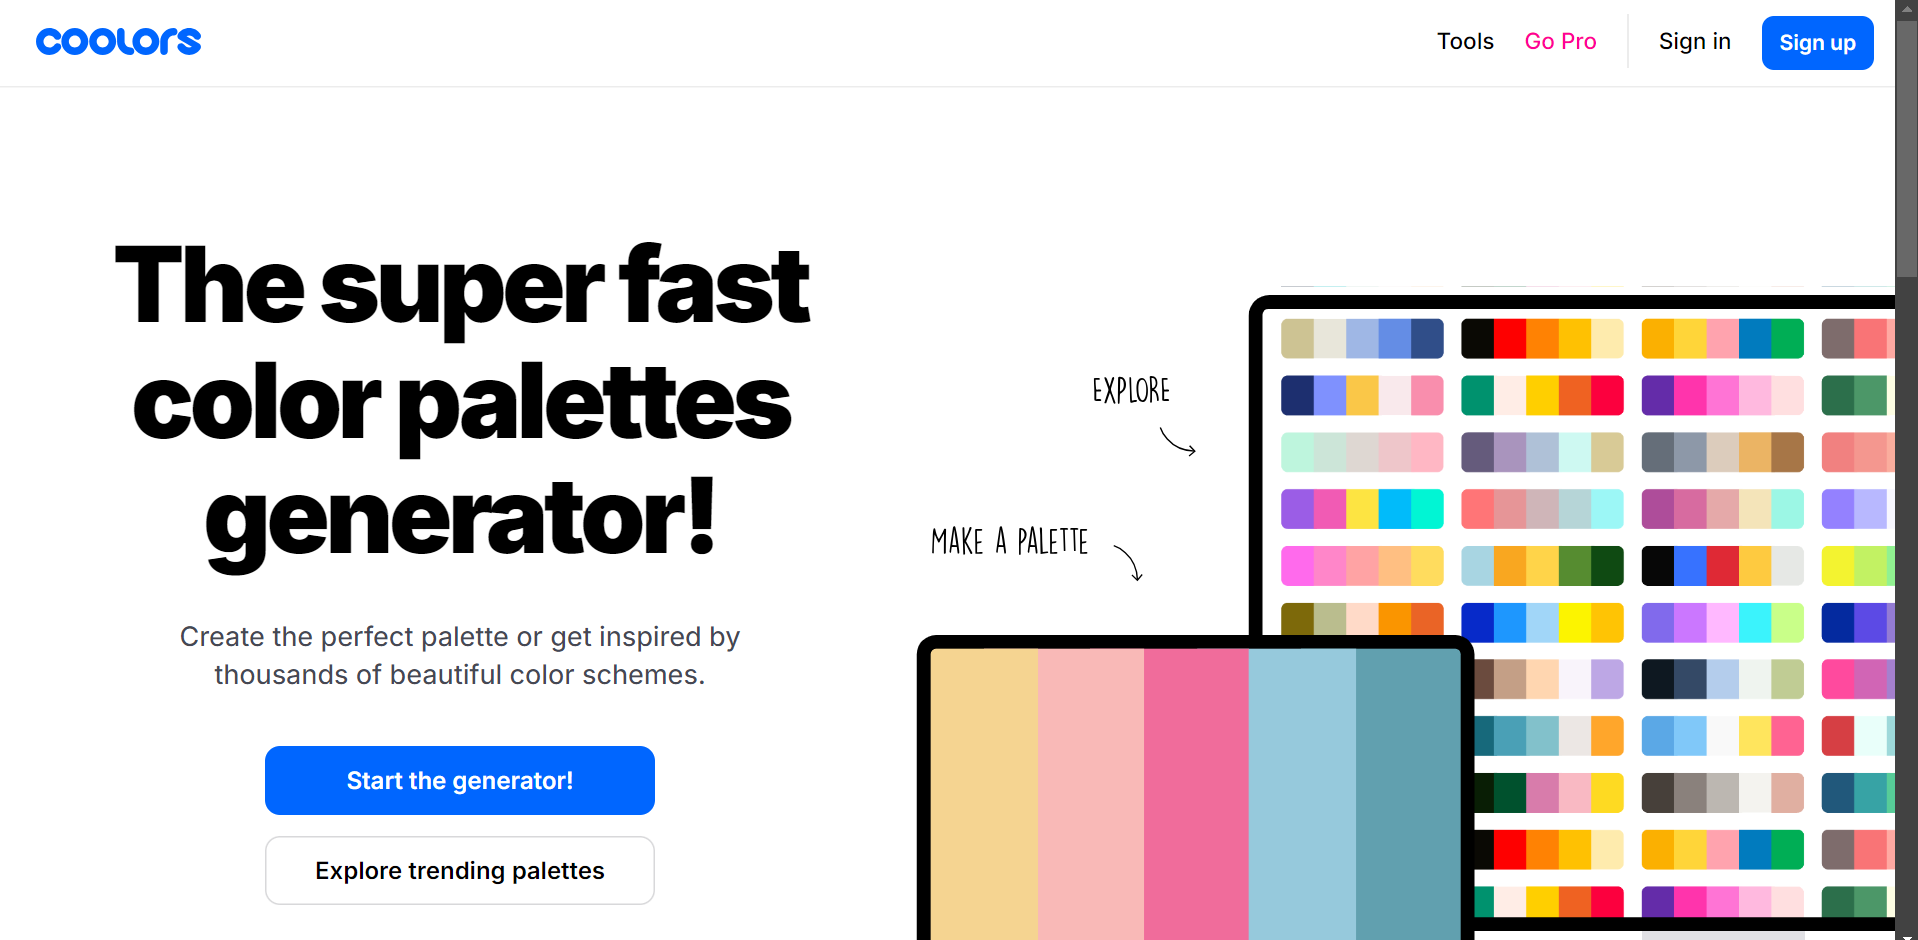 coolors
Tools
Go Pro
Sign in
Sign up
The super fast
color palettes
generator!
Create the perfect palette or get inspired by
thousands of beautiful color schemes.
Start the generator!
Explore trending palettes
EXPLORE
MAKE A PALETTE